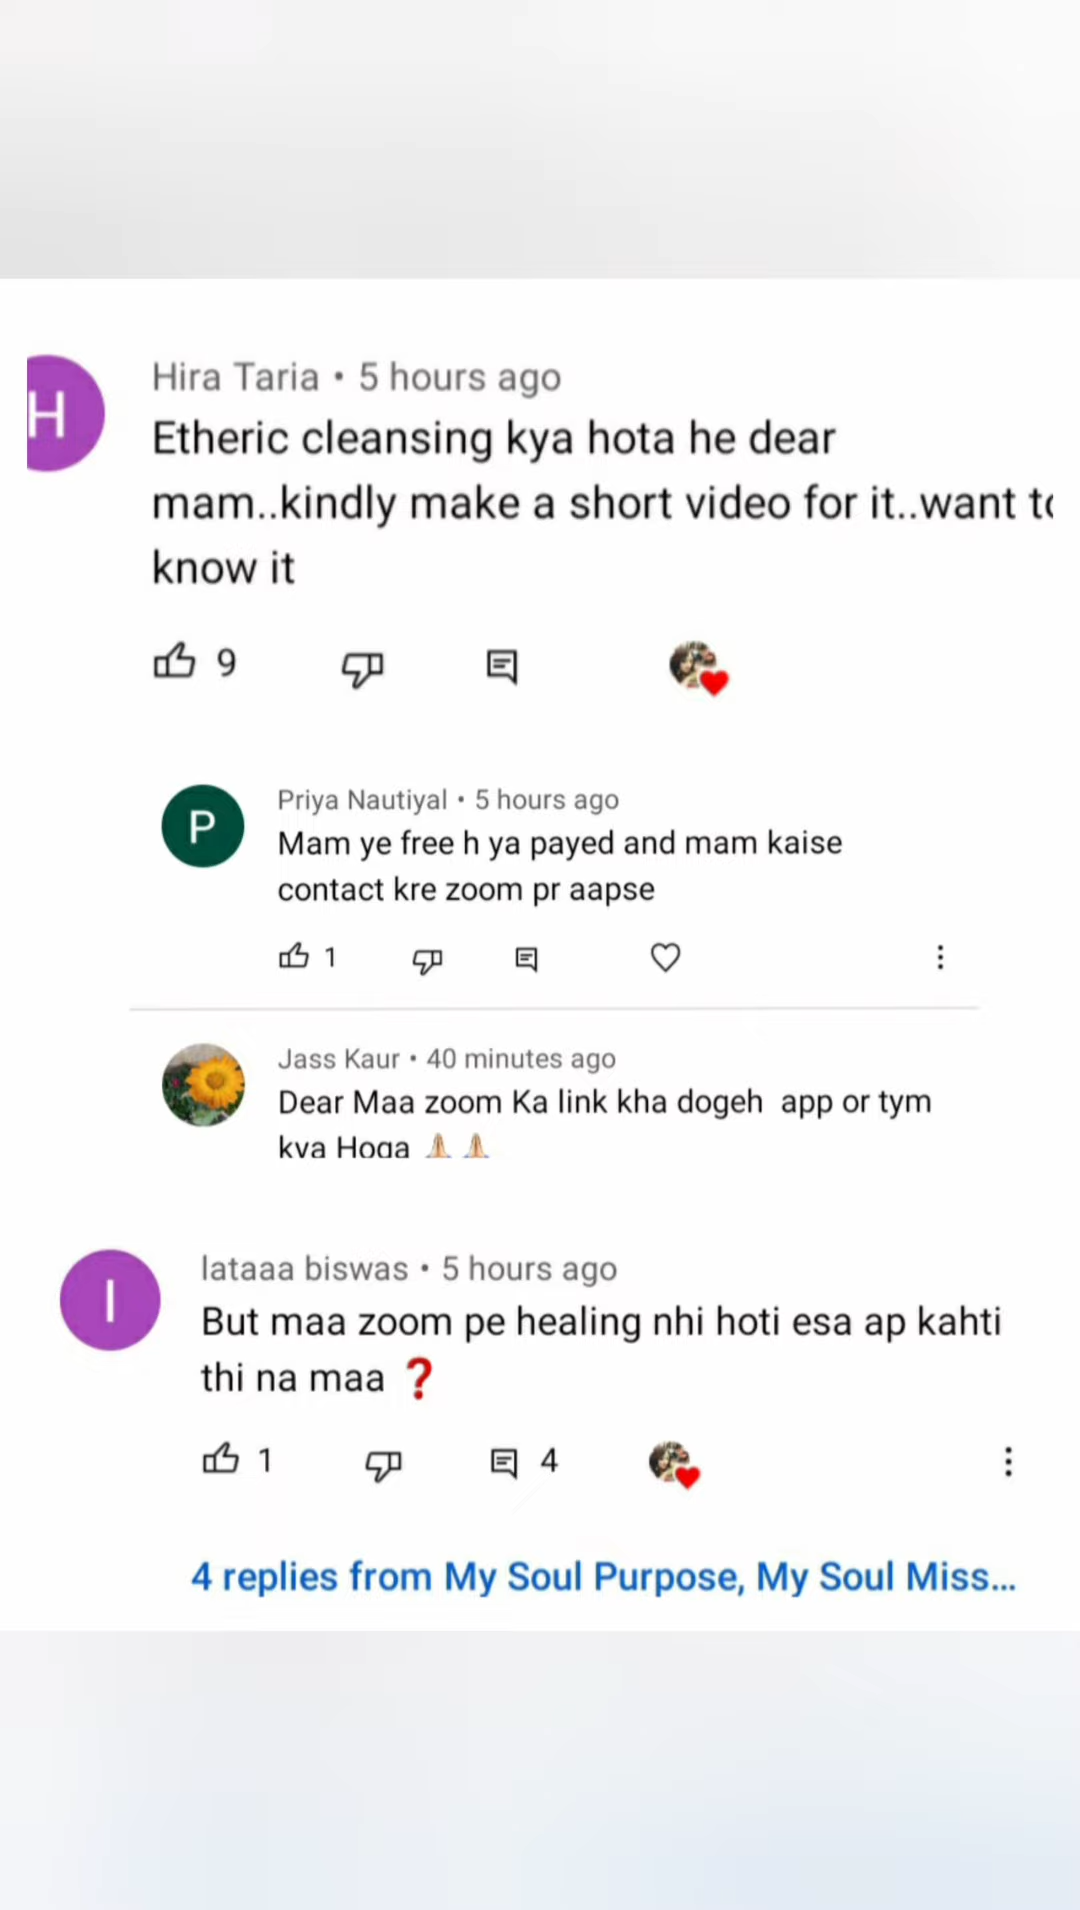 H
Hira Taria • 5 hours ago
Etheric cleansing kya hota he dear
mam..kindly make a short video for it..want to
know it
9
P
Priya Nautiyal • 5 hours ago
Mam ye free h ya payed and mam kaise
contact kre zoom pr aapse
1
Jass Kaur • 40 minutes ago
Dear Maa zoom Ka link kha dogeh app or tym
kya Hoga 🙏🏻 🙏🏻
l
lataaa biswas • 5 hours ago
But maa zoom pe healing nhi hoti esa ap kahti
thi na maa ❓
1 4
4 replies from My Soul Purpose, My Soul Miss...